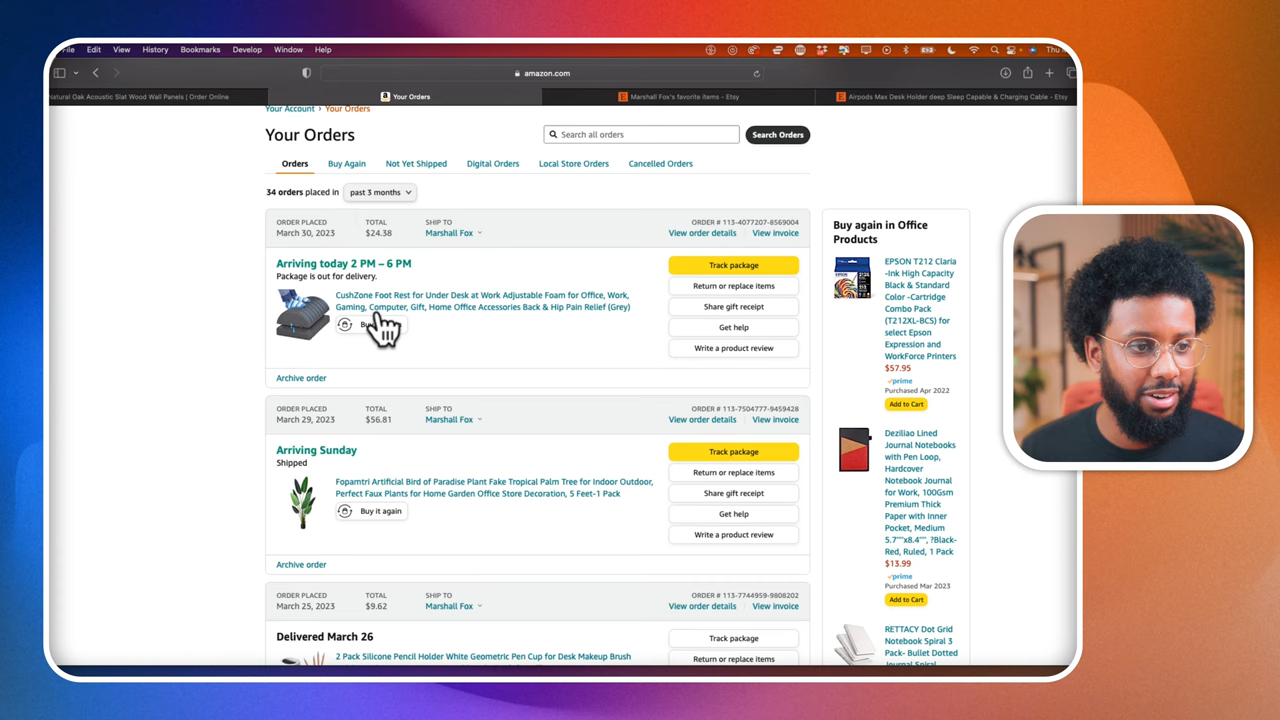 File Edit View History Bookmarks Develop Window Help
Thu
amazon.com
Natural Oak Acoustic Slat Wood Wall Panels | Order Online
Your Orders
Marshall Fox's favorite items - Etsy
Airpods Max Desk Holder deep Sleep Capable & Charging Cable - Etsy
Your Account › Your Orders
Your Orders
Search all orders
Search Orders
Orders
Buy Again
Not Yet Shipped
Digital Orders
Local Store Orders
Cancelled Orders
34 orders placed in past 3 months
ORDER PLACED
March 30, 2023
TOTAL
$24.38
SHIP TO
Marshall Fox
ORDER # 113-4077207-8569004
View order details View invoice
Arriving today 2 PM – 6 PM
Package is out for delivery.
CushZone Foot Rest for Under Desk at Work Adjustable Foam for Office, Work,
Gaming, Computer, Gift, Home Office Accessories Back & Hip Pain Relief (Grey)
Track package
Return or replace items
Share gift receipt
Get help
Write a product review
Archive order
ORDER PLACED
March 29, 2023
TOTAL
$56.81
SHIP TO
Marshall Fox
ORDER # 113-7504777-9459428
View order details View invoice
Arriving Sunday
Shipped
Fopamtri Artificial Bird of Paradise Plant Fake Tropical Palm Tree for Indoor Outdoor,
Perfect Faux Plants for Home Garden Office Store Decoration, 5 Feet-1 Pack
Buy it again
Track package
Return or replace items
Share gift receipt
Get help
Write a product review
Archive order
ORDER PLACED
March 25, 2023
TOTAL
$9.62
SHIP TO
Marshall Fox
ORDER # 113-7744959-9808202
View order details View invoice
Delivered March 26
2 Pack Silicone Pencil Holder White Geometric Pen Cup for Desk Makeup Brush
Track package
Return or replace items
Buy again in Office
Products
EPSON T212 Claria
-Ink High Capacity
Black & Standard
Color -Cartridge
Combo Pack
(T212XL-BCS) for
select Epson
Expression and
WorkForce Printers
$57.95
prime
Purchased Apr 2022
Add to Cart
Deziliao Lined
Journal Notebooks
with Pen Loop,
Hardcover
Notebook Journal
for Work, 100Gsm
Premium Thick
Paper with Inner
Pocket, Medium
5.7""x8.4"", ?Black-
Red, Ruled, 1 Pack
$13.99
prime
Purchased Mar 2023
Add to Cart
RETTACY Dot Grid
Notebook Spiral 3
Pack- Bullet Dotted
Journal Spiral